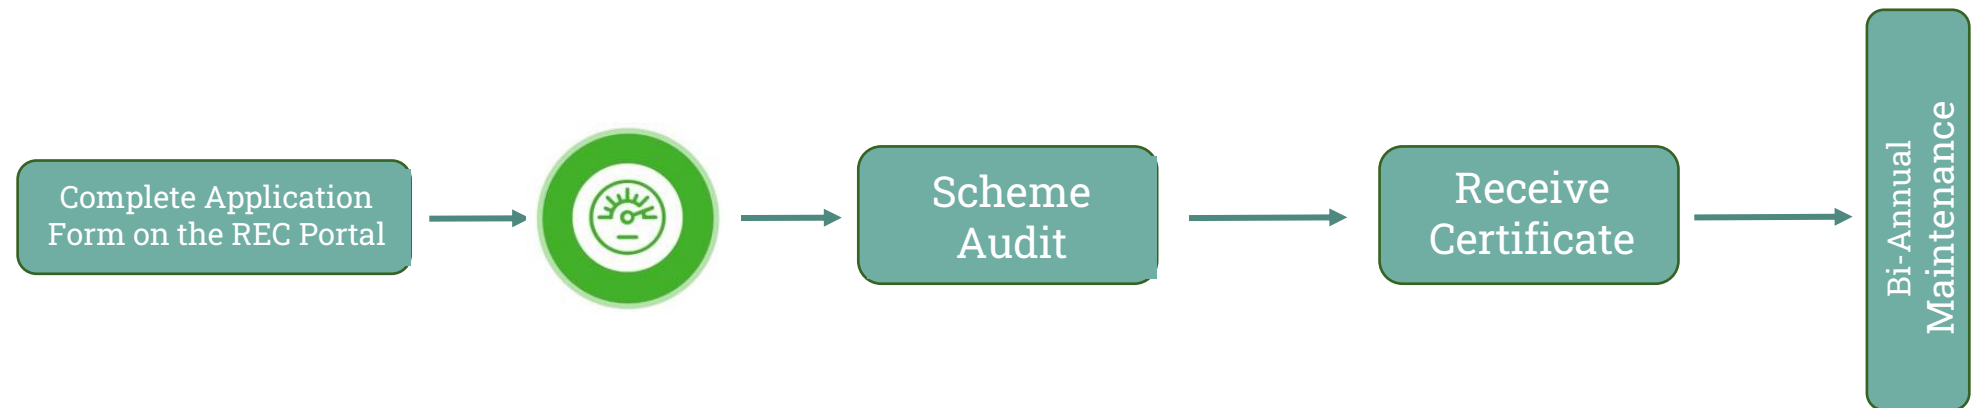 Complete Application
Form on the REC Portal
Scheme
Audit
Receive
Certificate
Bi-Annual
Maintenance